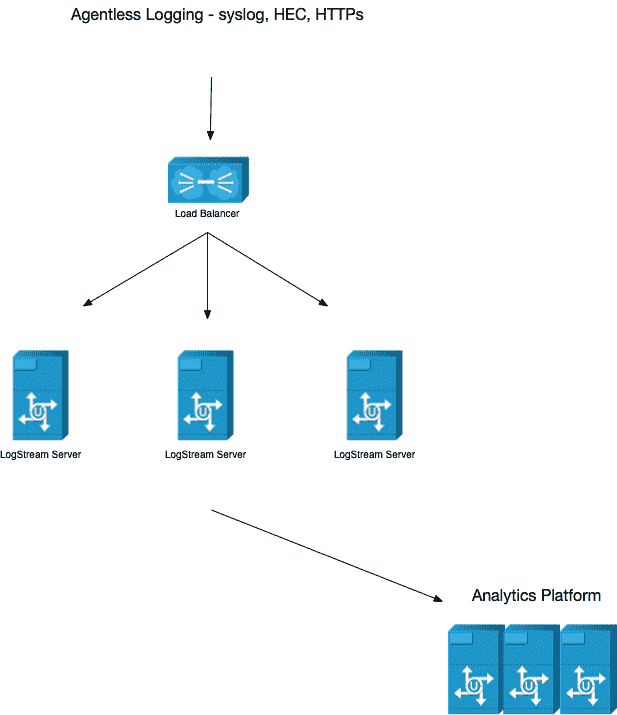 Agentless Logging - syslog, HEC, HTTPs
Load Balancer
U
U
U
LogStream Server
LogStream Server
LogStream Server
Analytics Platform
U
U
U